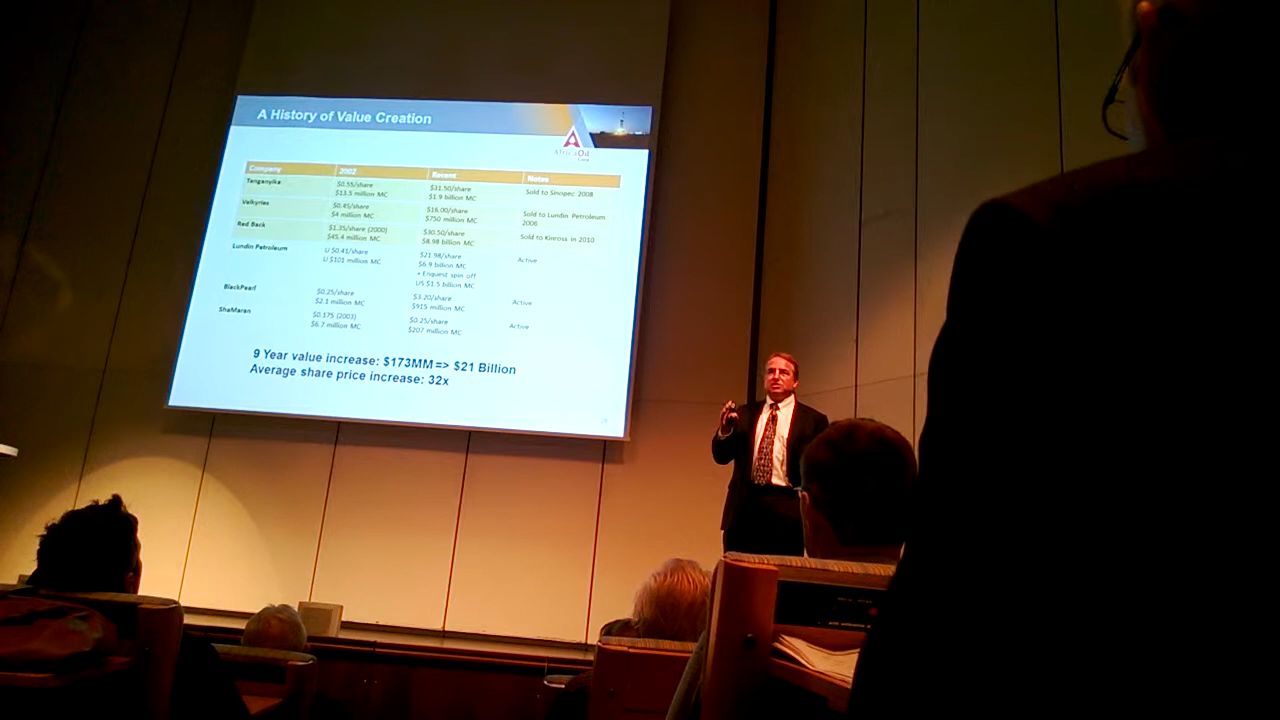 A History of Value Creation
AfricaOil
Company 2002 Recent Notes
Tanganyika $0.55/share $31.50/share Sold to Sinopec 2008
$13.5 million MC $1.9 billion MC
Valkyries $0.45/share $16.00/share Sold to Lundin Petroleum
$4 million MC $750 million MC 2006
Red Back $1.35/share (2000) $30.50/share Sold to Kinross in 2010
$45.4 million MC $8.98 billion MC
Lundin Petroleum U $0.41/share $21.98/share Active
U $101 million MC $6.9 billion MC
+ Enquest spin off
US $1.5 billion MC
BlackPearl $0.25/share $3.20/share Active
$2.1 million MC $915 million MC
ShaMaran $0.175 (2003) $0.25/share Active
$6.7 million MC $207 million MC
9 Year value increase: $173MM => $21 Billion
Average share price increase: 32x